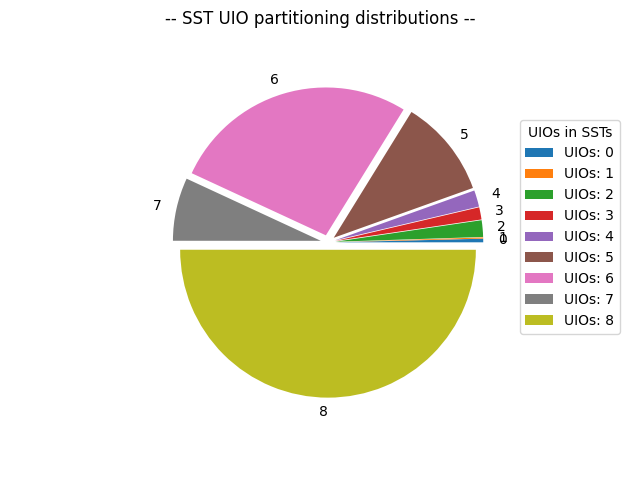 -- SST UIO partitioning distributions --
6
5
7
4
3
2
1
0
8
UIOs in SSTs
UIOs: 0
UIOs: 1
UIOs: 2
UIOs: 3
UIOs: 4
UIOs: 5
UIOs: 6
UIOs: 7
UIOs: 8